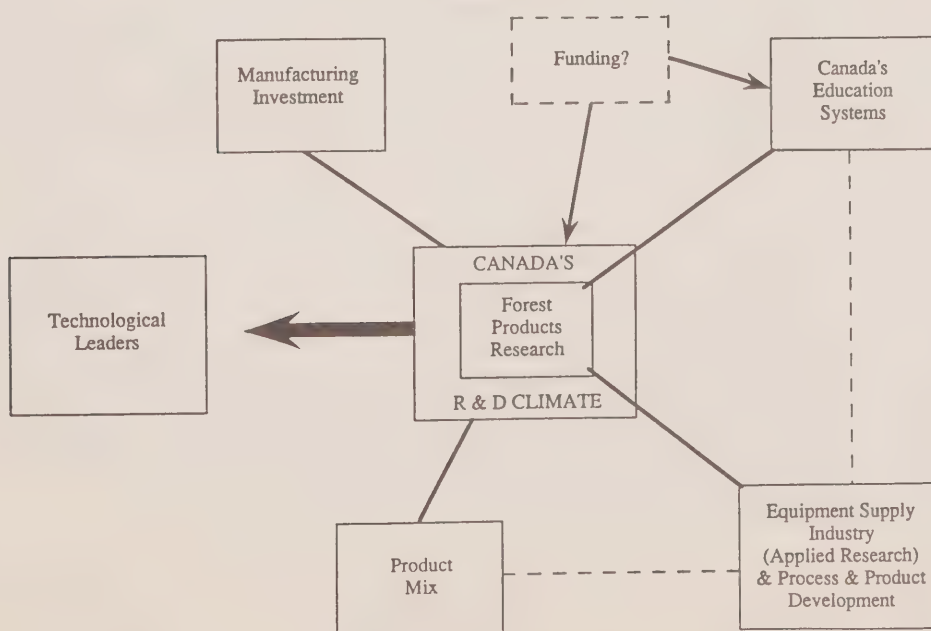 Manufacturing
Investment
Funding?
Canada's
Education
Systems
CANADA'S
Forest
Products
Research
R & D CLIMATE
Technological
Leaders
Product
Mix
Equipment Supply
Industry
(Applied Research)
& Process & Product
Development